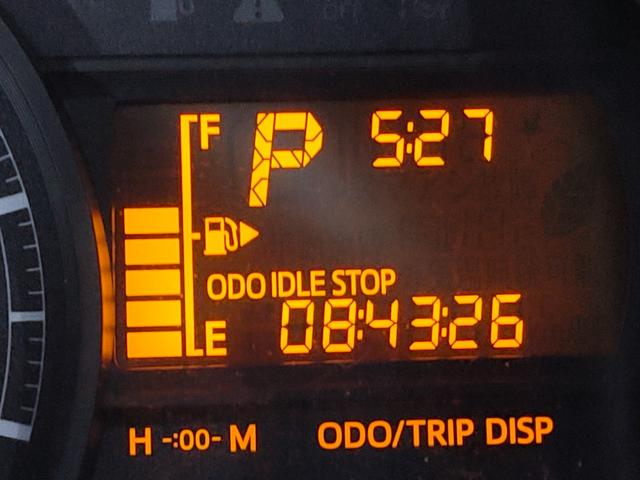 F
P 5:27
ODO IDLE STOP
08:43:26
E
H -:00- M ODO/TRIP DISP